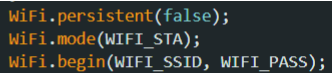 WiFi.persistent(false);
WiFi.mode(WIFI_STA);
WiFi.begin(WIFI_SSID, WIFI_PASS);